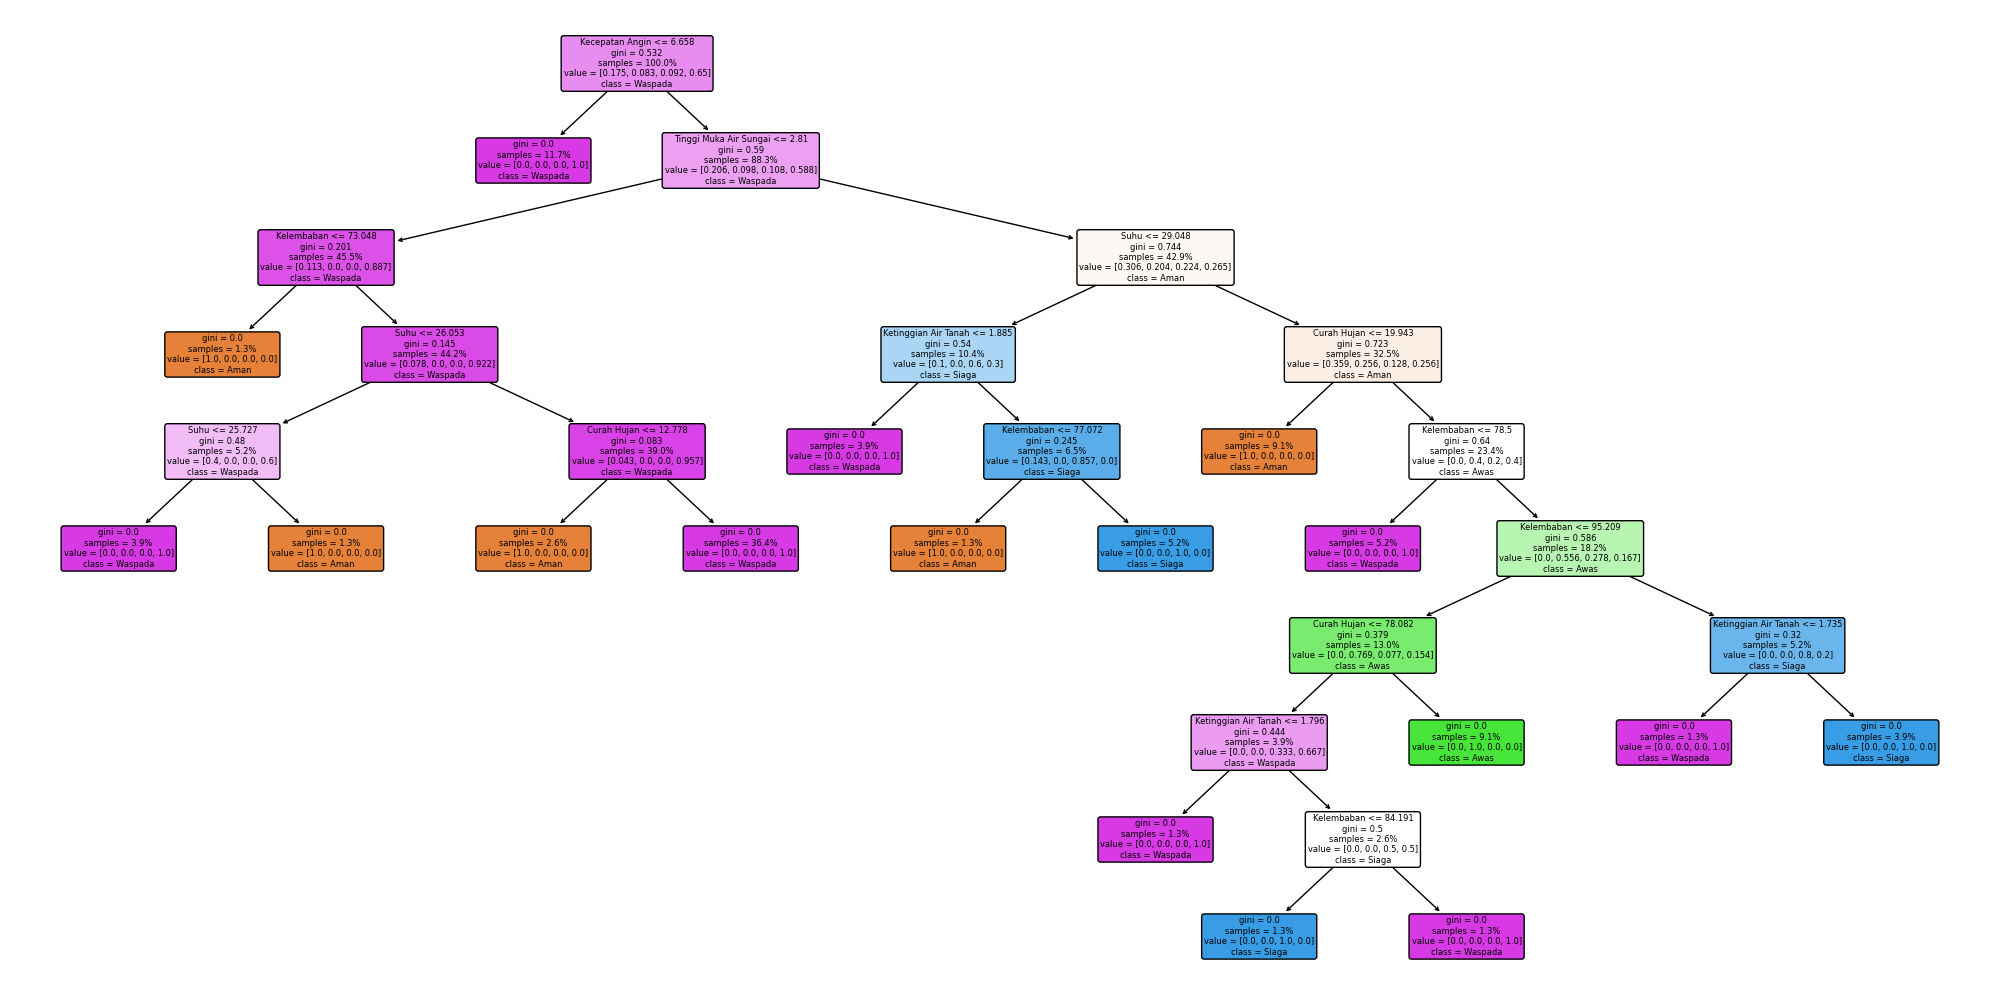 Kecepatan Angin <= 6.658
gini = 0.532
samples = 100.0%
value = [0.175, 0.083, 0.092, 0.65]
class = Waspada
gini = 0.0
samples = 11.7%
value = [0.0, 0.0, 0.0, 1.0]
class = Waspada
Tinggi Muka Air Sungai <= 2.81
gini = 0.59
samples = 88.3%
value = [0.206, 0.098, 0.108, 0.588]
class = Waspada
Kelembaban <= 73.048
gini = 0.201
samples = 45.5%
value = [0.113, 0.0, 0.0, 0.887]
class = Waspada
Suhu <= 29.048
gini = 0.744
samples = 42.9%
value = [0.306, 0.204, 0.224, 0.265]
class = Aman
gini = 0.0
samples = 1.3%
value = [1.0, 0.0, 0.0, 0.0]
class = Aman
Suhu <= 26.053
gini = 0.145
samples = 44.2%
value = [0.078, 0.0, 0.0, 0.922]
class = Waspada
Ketinggian Air Tanah <= 1.885
gini = 0.54
samples = 10.4%
value = [0.1, 0.0, 0.6, 0.3]
class = Siaga
Curah Hujan <= 19.943
gini = 0.723
samples = 32.5%
value = [0.359, 0.256, 0.128, 0.256]
class = Aman
Suhu <= 25.727
gini = 0.48
samples = 5.2%
value = [0.4, 0.0, 0.0, 0.6]
class = Waspada
Curah Hujan <= 12.778
gini = 0.083
samples = 39.0%
value = [0.043, 0.0, 0.0, 0.957]
class = Waspada
gini = 0.0
samples = 3.9%
value = [0.0, 0.0, 0.0, 1.0]
class = Waspada
Kelembaban <= 77.072
gini = 0.245
samples = 6.5%
value = [0.143, 0.0, 0.857, 0.0]
class = Siaga
gini = 0.0
samples = 9.1%
value = [1.0, 0.0, 0.0, 0.0]
class = Aman
Kelembaban <= 78.5
gini = 0.64
samples = 23.4%
value = [0.0, 0.4, 0.2, 0.4]
class = Awas
gini = 0.0
samples = 3.9%
value = [0.0, 0.0, 0.0, 1.0]
class = Waspada
gini = 0.0
samples = 1.3%
value = [1.0, 0.0, 0.0, 0.0]
class = Aman
gini = 0.0
samples = 2.6%
value = [1.0, 0.0, 0.0, 0.0]
class = Aman
gini = 0.0
samples = 36.4%
value = [0.0, 0.0, 0.0, 1.0]
class = Waspada
gini = 0.0
samples = 1.3%
value = [1.0, 0.0, 0.0, 0.0]
class = Aman
gini = 0.0
samples = 5.2%
value = [0.0, 0.0, 1.0, 0.0]
class = Siaga
gini = 0.0
samples = 5.2%
value = [0.0, 0.0, 0.0, 1.0]
class = Waspada
Kelembaban <= 95.209
gini = 0.586
samples = 18.2%
value = [0.0, 0.556, 0.278, 0.167]
class = Awas
Curah Hujan <= 78.082
gini = 0.379
samples = 13.0%
value = [0.0, 0.769, 0.077, 0.154]
class = Awas
Ketinggian Air Tanah <= 1.735
gini = 0.32
samples = 5.2%
value = [0.0, 0.0, 0.8, 0.2]
class = Siaga
Ketinggian Air Tanah <= 1.796
gini = 0.444
samples = 3.9%
value = [0.0, 0.0, 0.333, 0.667]
class = Waspada
gini = 0.0
samples = 9.1%
value = [0.0, 1.0, 0.0, 0.0]
class = Awas
gini = 0.0
samples = 1.3%
value = [0.0, 0.0, 0.0, 1.0]
class = Waspada
gini = 0.0
samples = 3.9%
value = [0.0, 0.0, 1.0, 0.0]
class = Siaga
gini = 0.0
samples = 1.3%
value = [0.0, 0.0, 0.0, 1.0]
class = Waspada
Kelembaban <= 84.191
gini = 0.5
samples = 2.6%
value = [0.0, 0.0, 0.5, 0.5]
class = Siaga
gini = 0.0
samples = 1.3%
value = [0.0, 0.0, 1.0, 0.0]
class = Siaga
gini = 0.0
samples = 1.3%
value = [0.0, 0.0, 0.0, 1.0]
class = Waspada